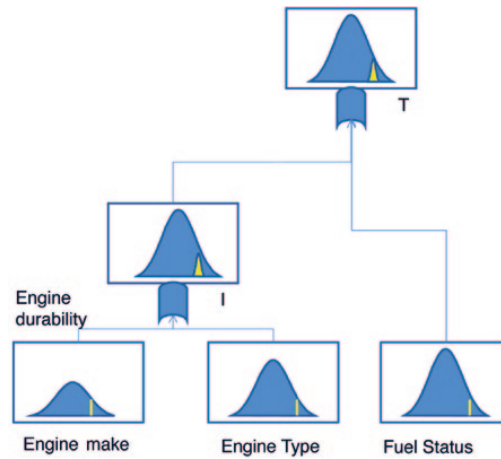 T
I
Engine
durability
Engine make
Engine Type
Fuel Status